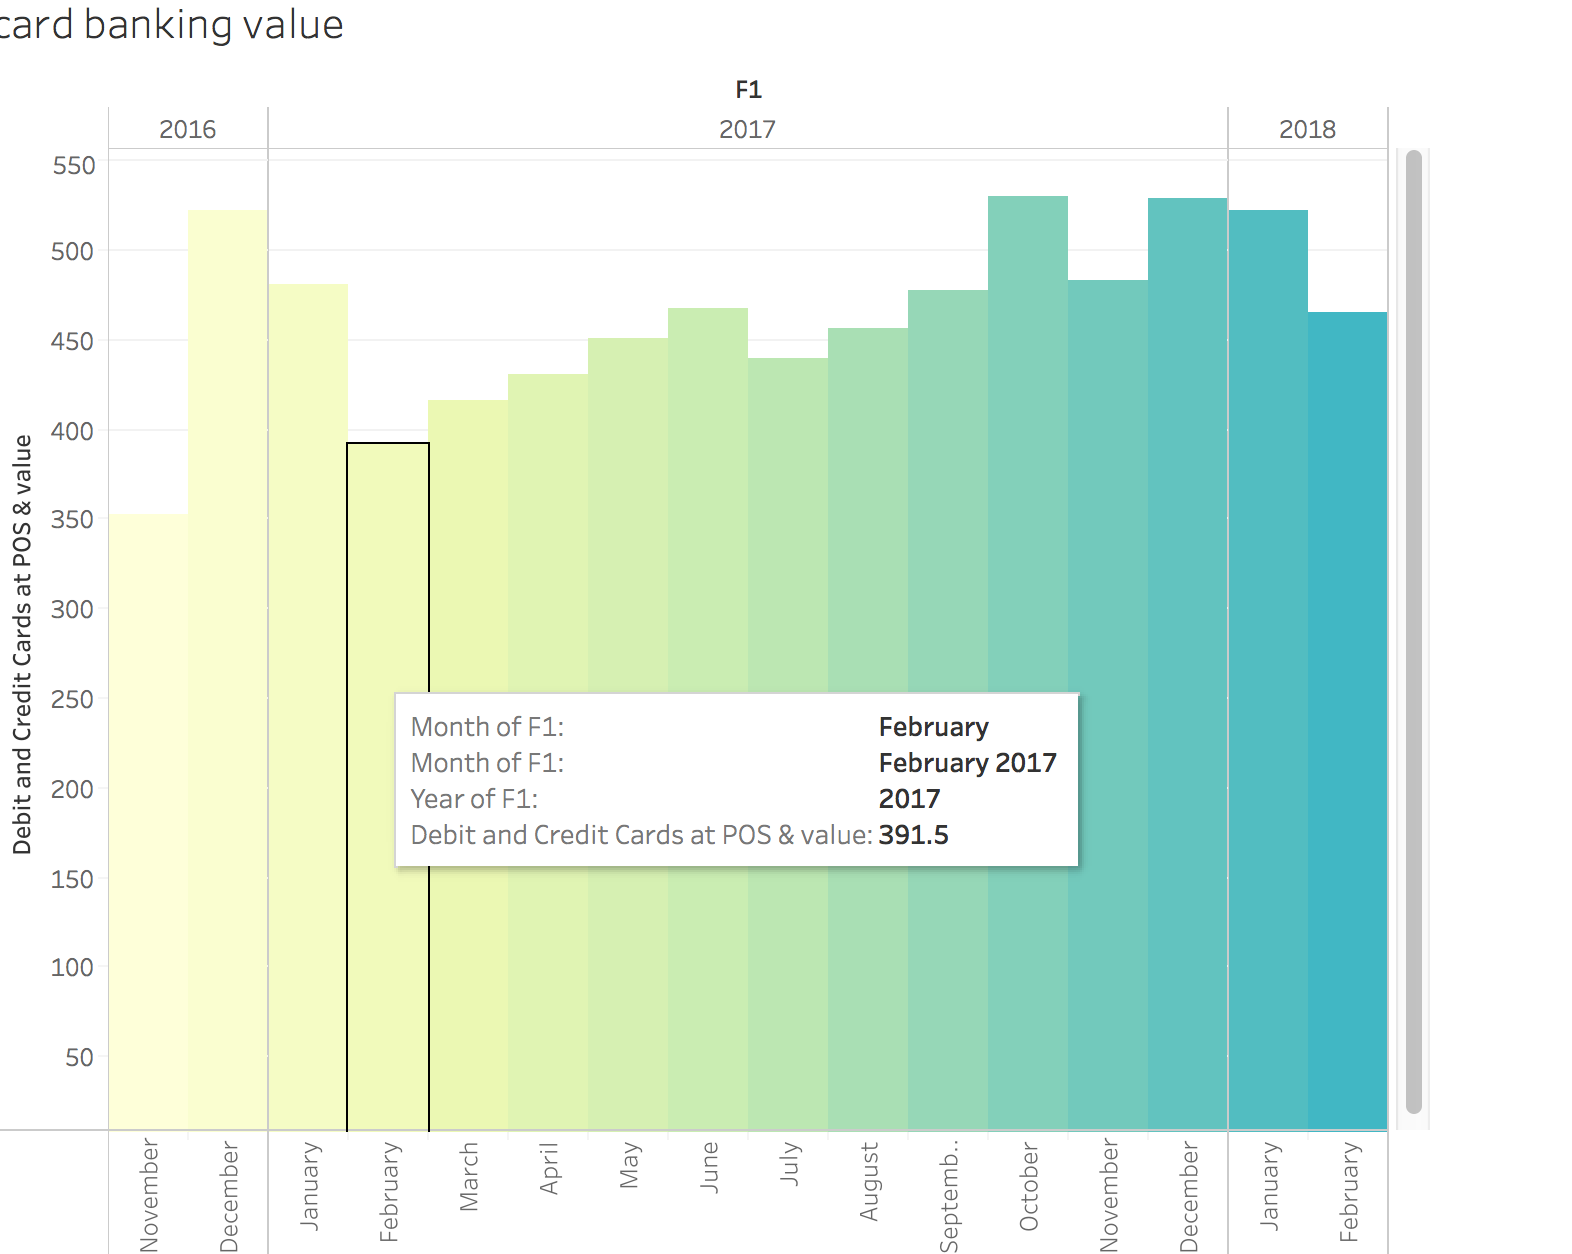 card banking value
F1
2016 2017 2018
550
500
450
400
350
300
250
200
150
100
50
Debit and Credit Cards at POS & value
Month of F1: February
Month of F1: February 2017
Year of F1: 2017
Debit and Credit Cards at POS & value: 391.5
November
December
January
February
March
April
May
June
July
August
Septemb..
October
November
December
January
February